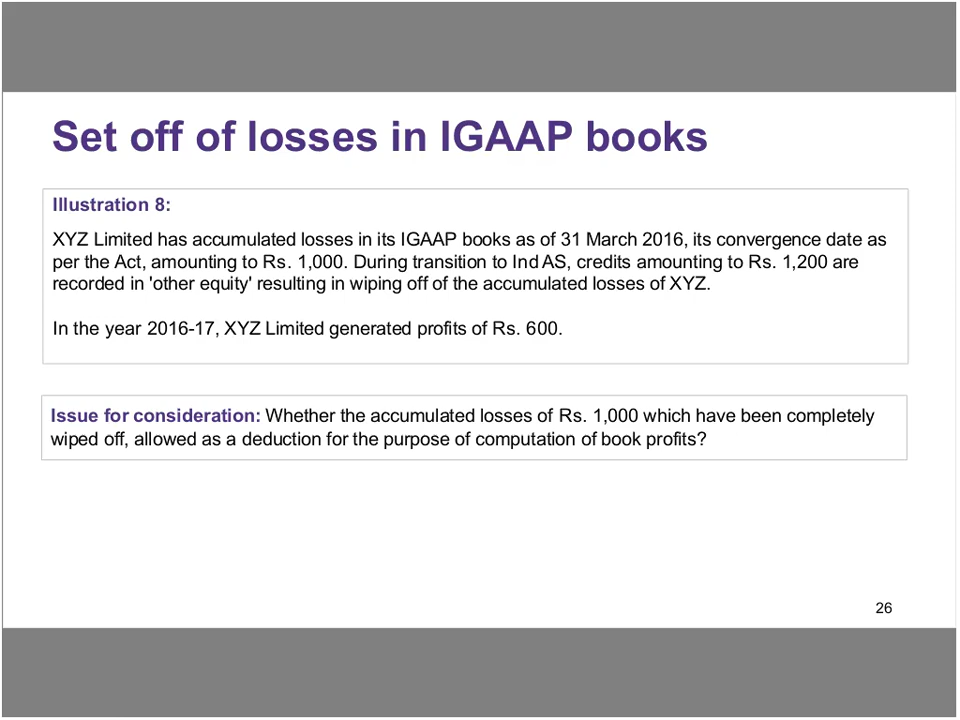 Set off of losses in IGAAP books
Illustration 8:
XYZ Limited has accumulated losses in its IGAAP books as of 31 March 2016, its convergence date as
per the Act, amounting to Rs. 1,000. During transition to Ind AS, credits amounting to Rs. 1,200 are
recorded in 'other equity' resulting in wiping off of the accumulated losses of XYZ.
In the year 2016-17, XYZ Limited generated profits of Rs. 600.
Issue for consideration: Whether the accumulated losses of Rs. 1,000 which have been completely
wiped off, allowed as a deduction for the purpose of computation of book profits?
26